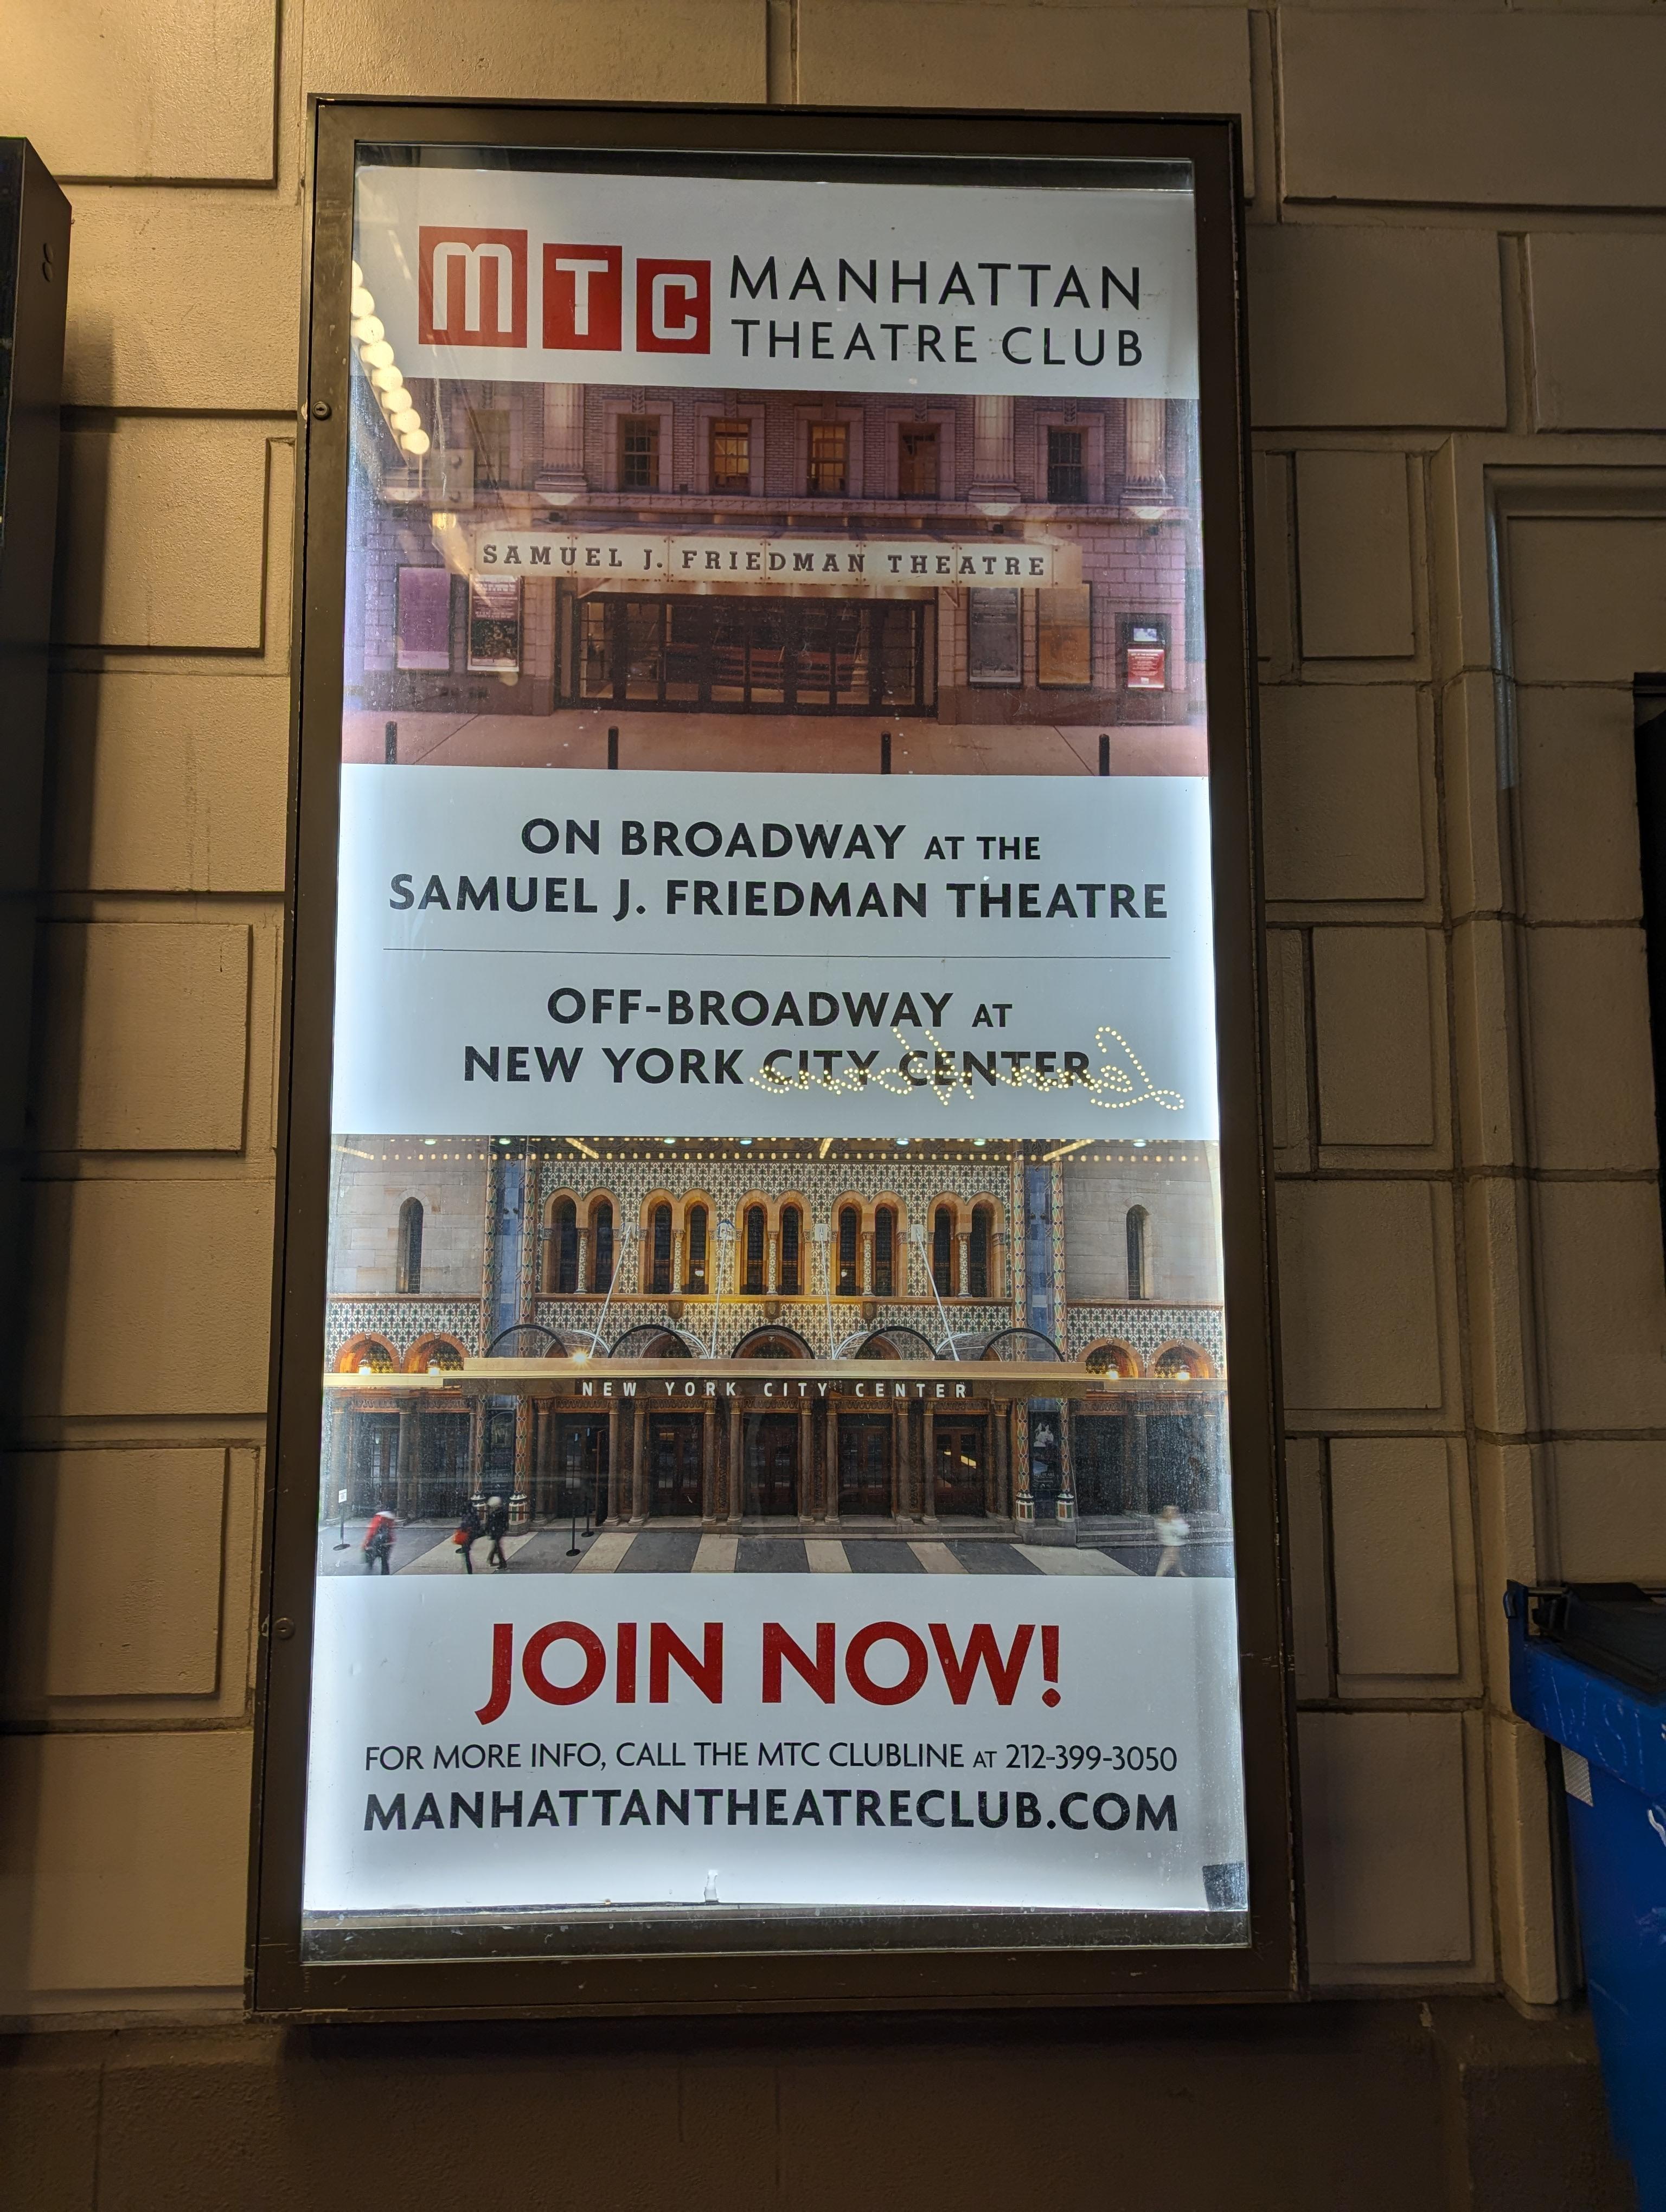 MTC MANHATTAN
THEATRE CLUB
SAMUEL J. FRIEDMAN THEATRE
ON BROADWAY AT THE
SAMUEL J. FRIEDMAN THEATRE
OFF-BROADWAY AT
NEW YORK CITY CENTER
NEW YORK CITY CENTER
JOIN NOW!
FOR MORE INFO, CALL THE MTC CLUBLINE AT 212-399-3050
MANHATTANTHEATRECLUB.COM